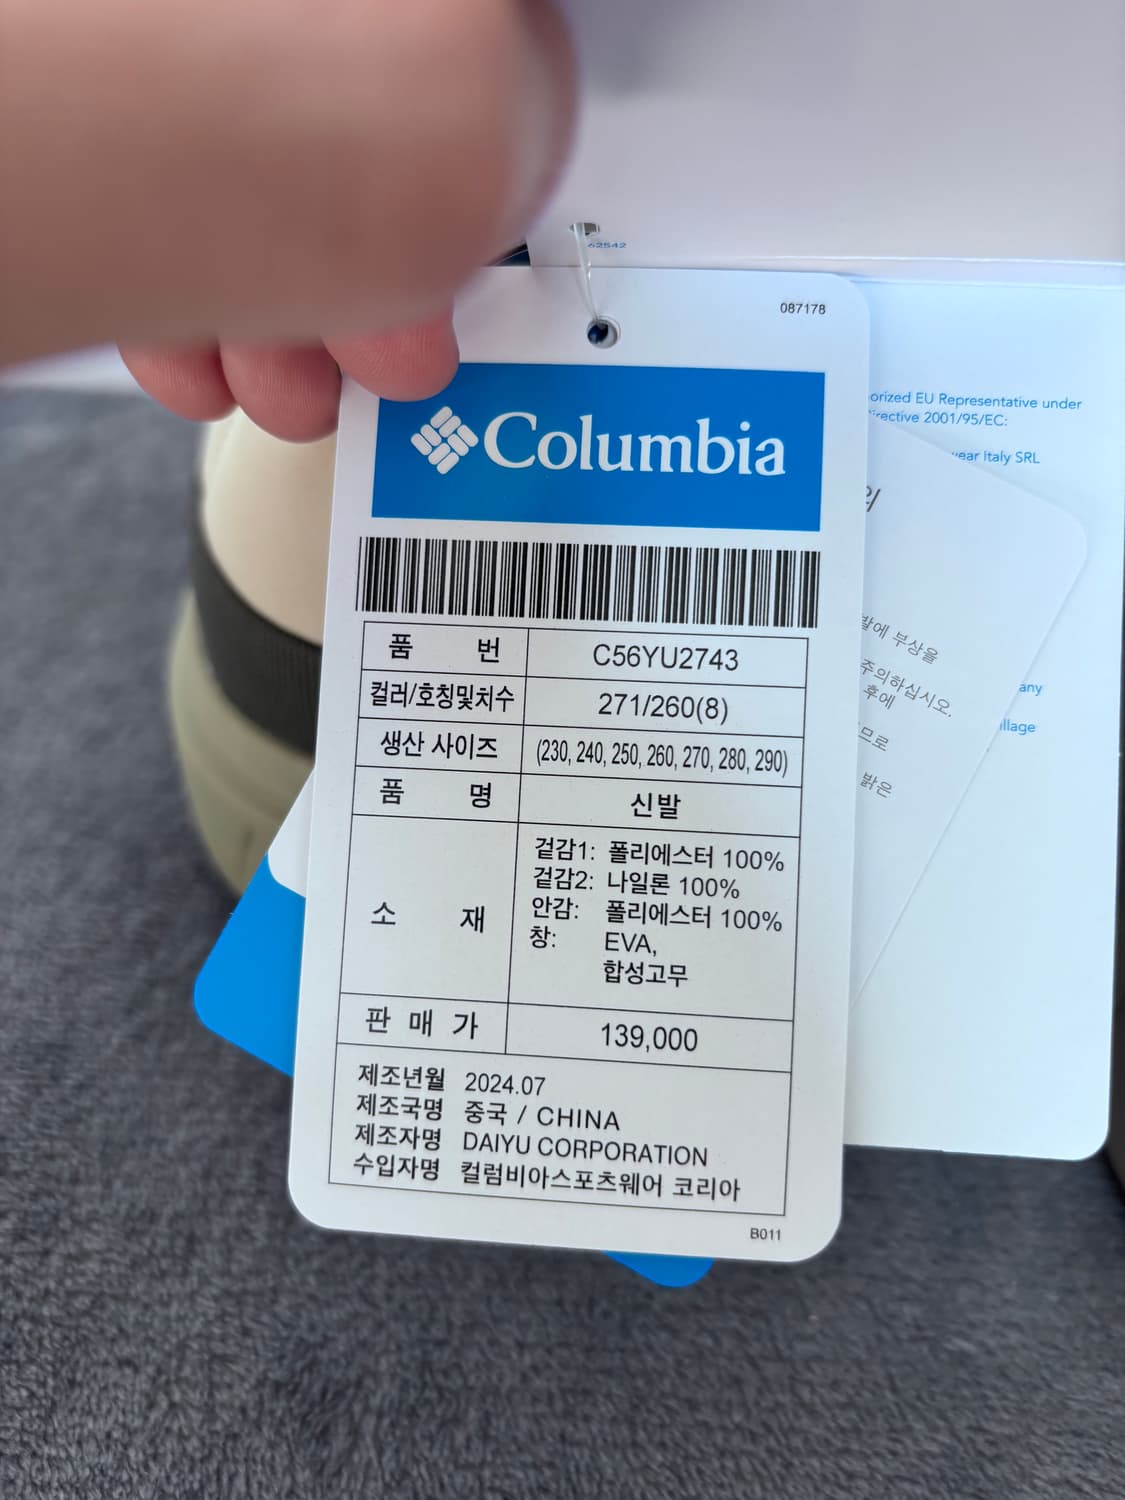 62542
087178
Columbia
품 번 C56YU2743
컬러/호칭및치수 271/260(8)
생산 사이즈 (230, 240, 250, 260, 270, 280, 290)
품 명 신발
소 재
겉감1: 폴리에스터 100%
겉감2: 나일론 100%
안감: 폴리에스터 100%
창: EVA,
합성고무
판 매 가 139,000
제조년월 2024.07
제조국명 중국 / CHINA
제조자명 DAIYU CORPORATION
수입자명 컬럼비아스포츠웨어 코리아
B011
orized EU Representative under
irective 2001/95/EC:
wear Italy SRL
any
illage
의
발에 부상을
주의하십시오.
후에
므로
밝은